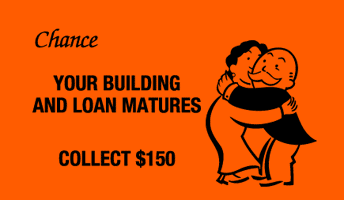 Chance
YOUR BUILDING
AND LOAN MATURES
COLLECT $150